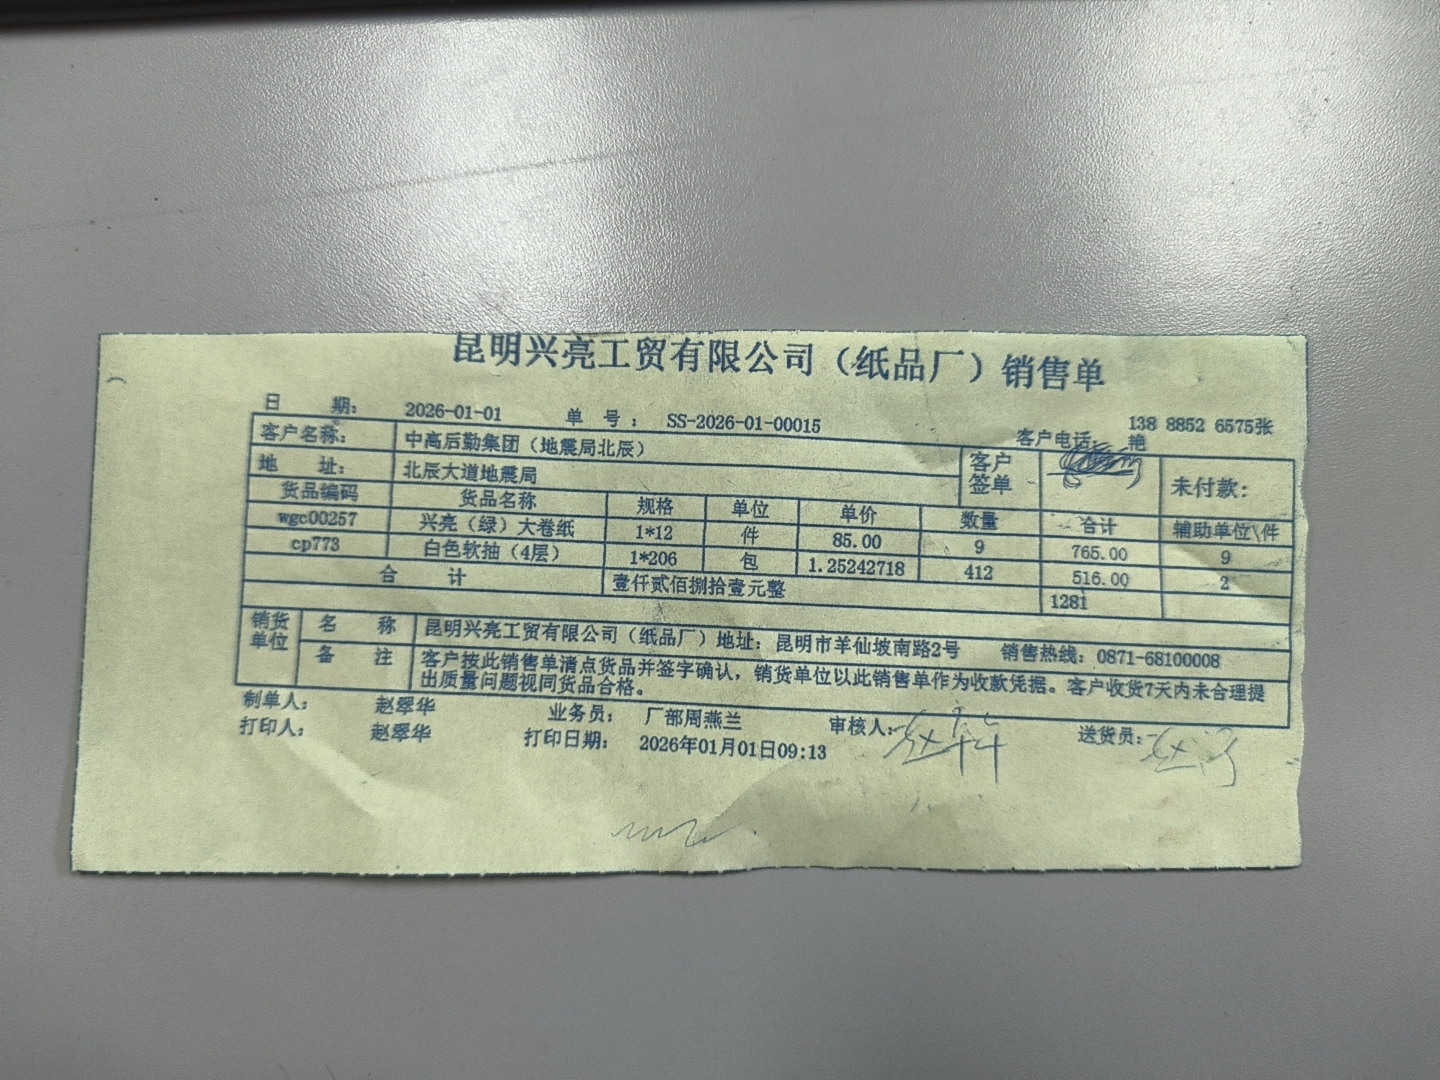 昆明兴亮工贸有限公司（纸品厂）销售单
日 期： 2026-01-01 单 号： SS-2026-01-00015 客户电话： 138 8852 6575张艳
客户名称： 中高后勤集团（地震局北辰） 客户签单 未付款：
地 址： 北辰大道地震局
货品编码 货品名称 规格 单位 单价 数量 合计 辅助单位\件
wgc00257 兴亮（绿）大卷纸 1*12 件 85.00 9 765.00 9
cp773 白色软抽（4层） 1*206 包 1.25242718 412 516.00 2
合 计 壹仟贰佰捌拾壹元整 1281
销货单位 名 称 昆明兴亮工贸有限公司（纸品厂）地址：昆明市羊仙坡南路2号 销售热线：0871-68100008
备 注 客户按此销售单清点货品并签字确认，销货单位以此销售单作为收款凭据。客户收货7天内未合理提
出质量问题视同货品合格。
制单人： 赵翠华 业务员： 厂部周燕兰 审核人： 送货员：
打印人： 赵翠华 打印日期： 2026年01月01日09:13